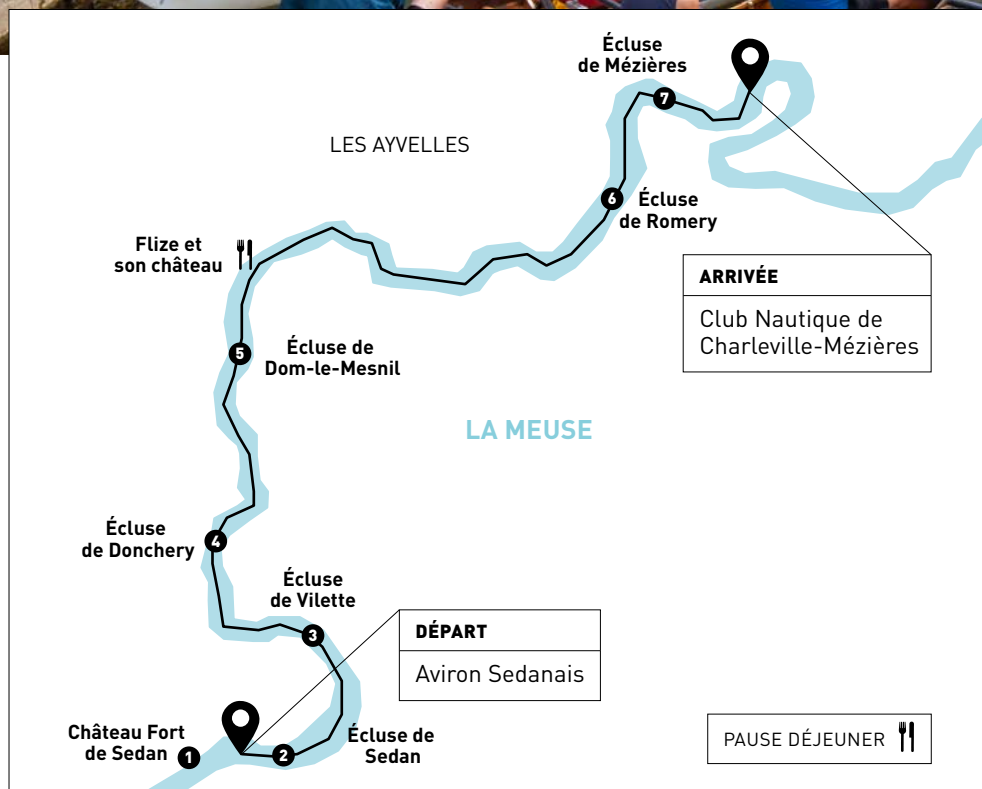 Écluse
de Mézières
7
LES AYVELLES
6
Écluse
de Romery
Flize et
son château
ARRIVÉE
Club Nautique de
Charleville-Mézières
5
Écluse de
Dom-le-Mesnil
LA MEUSE
4
Écluse
de Donchery
Écluse
de Vilette
3
DÉPART
Aviron Sedanais
Château Fort
de Sedan
1
2
Écluse de
Sedan
PAUSE DÉJEUNER